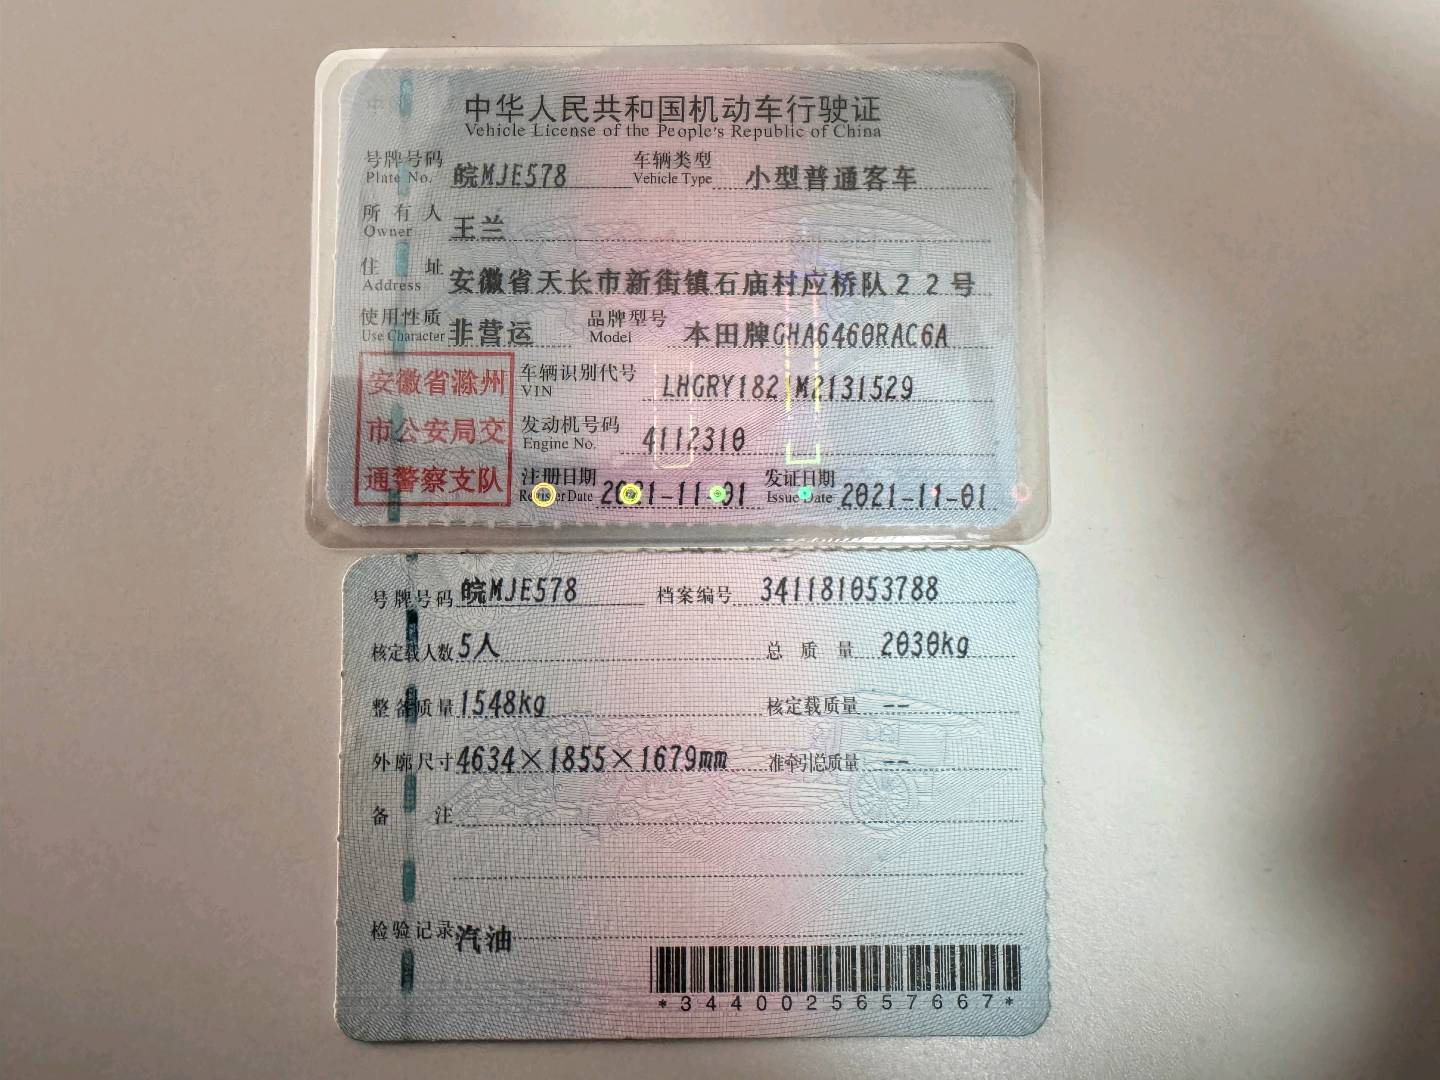 中华人民共和国机动车行驶证
Vehicle License of the People's Republic of China
号牌号码 皖MJE578 车辆类型 小型普通客车
Plate No. Vehicle Type
所有人 王兰
Owner
住址 安徽省天长市新街镇石庙村应桥队22号
Address
使用性质 非营运 品牌型号 本田牌GHA6460RAC6A
Use Character Model
安徽省滁州
市公安局交
通警察支队
车辆识别代号 LHGRY182 M2131529
VIN
发动机号码 4112310
Engine No.
注册日期 2021-11-01 发证日期 2021-11-01
Register Date Issue Date
号牌号码 皖MJE578 档案编号 341181053788
核定载人数 5人 总质量 2030kg
整备质量 1548kg 核定载质量 --
外廓尺寸 4634×1855×1679mm 准牵引总质量 --
备注
检验记录 汽油
*3440025657667*